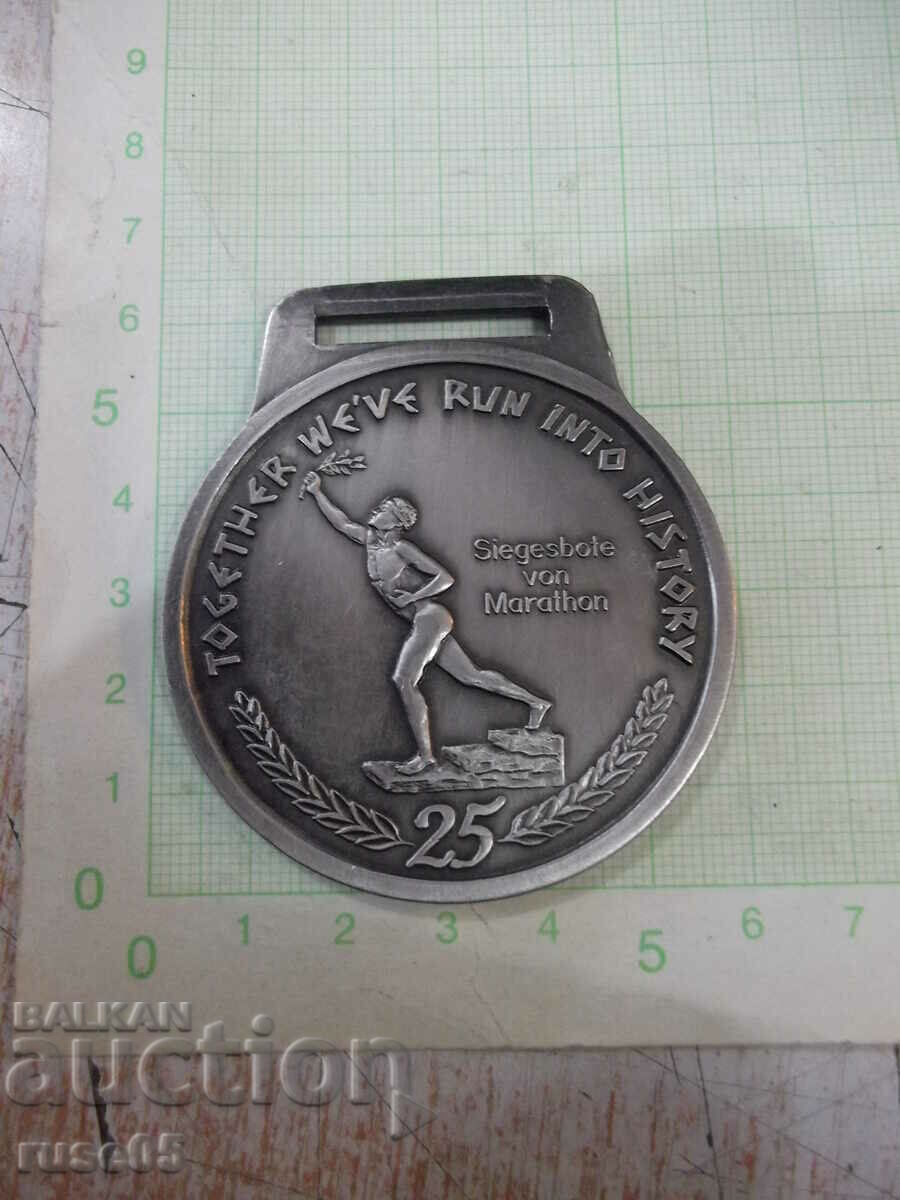 9
8
7
6
5
4
3
2
1
0
0 1 2 3 4 5 6 7
TOGETHER WE'VE RUN INTO HISTORY
Siegesbote
von
Marathon
25
BALKAN
auction
ruse05